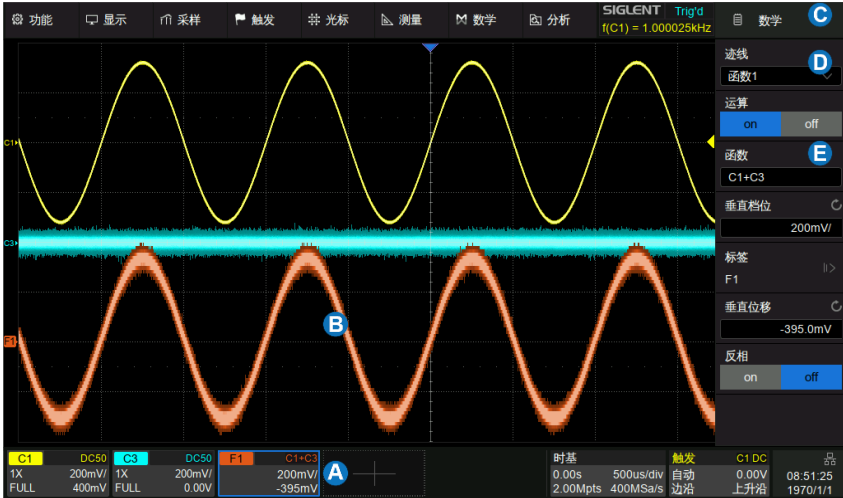 功能 显示 采样 触发 光标 测量 数学 分析 SIGLENT Trig'd 数学 C
f(C1) = 1.000025kHz
迹线
函数1 D
运算
on off
函数 E
C1+C3
垂直档位
200mV/
标签
F1
垂直位移
-395.0mV
反相
on off
C1
C3
F1
B
C1 DC50 C3 DC50 F1 C1+C3 A 时基 触发 C1 DC
1X 200mV/ 1X 200mV/ 200mV/ 0.00s 500us/div 自动 0.00V 08:51:25
FULL 400mV FULL 0.00V -395mV 2.00Mpts 400MSa/s 边沿 上升沿 1970/1/1